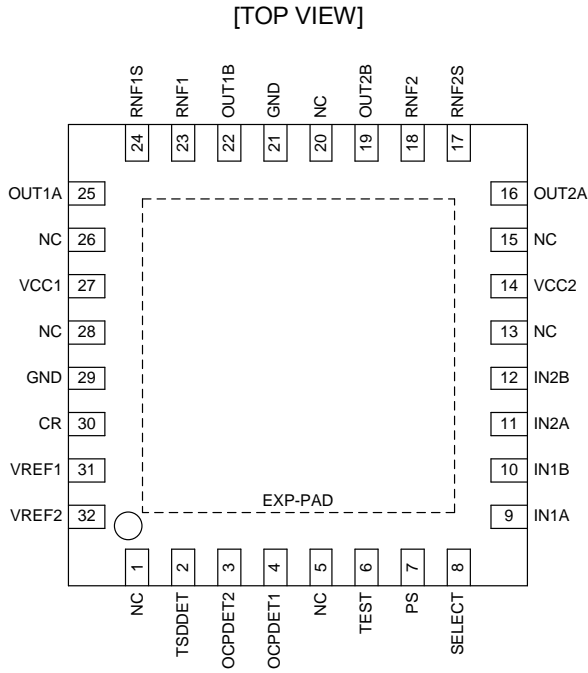 [TOP VIEW]
RNF1S
RNF1
OUT1B
GND
NC
OUT2B
RNF2
RNF2S
24
23
22
21
20
19
18
17
OUT1A 25
16 OUT2A
NC 26
15 NC
VCC1 27
14 VCC2
NC 28
13 NC
GND 29
12 IN2B
CR 30
11 IN2A
VREF1 31
10 IN1B
VREF2 32
EXP-PAD
9 IN1A
1
2
3
4
5
6
7
8
NC
TSDDET
OCPDET2
OCPDET1
NC
TEST
PS
SELECT